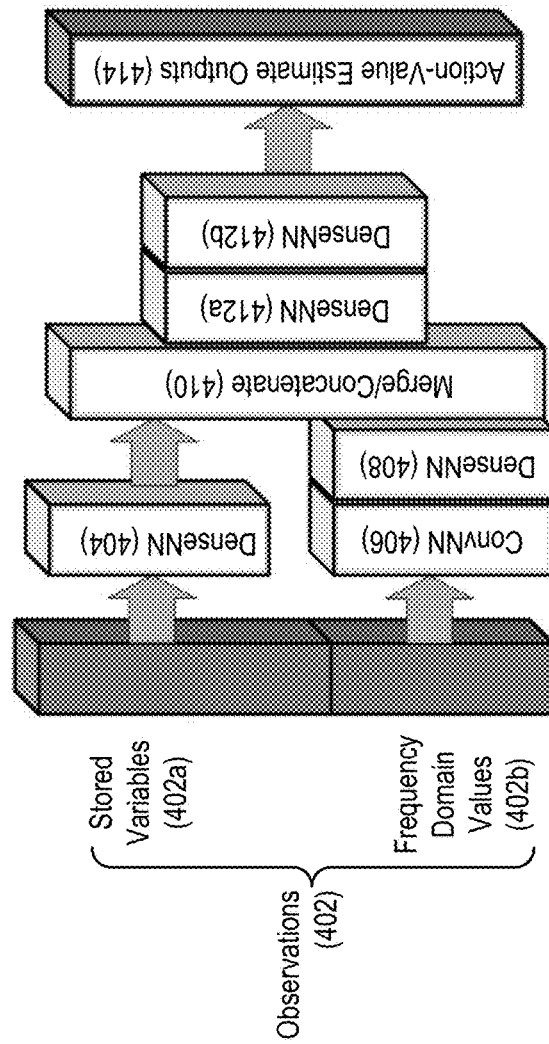 Observations
(402)
Stored
Variables
(402a)
Frequency
Domain
Values
(402b)
DenseNN (404)
ConvNN (406)
DenseNN (408)
Merge/Concatenate (410)
DenseNN (412a)
DenseNN (412b)
Action-Value Estimate Outputs (414)